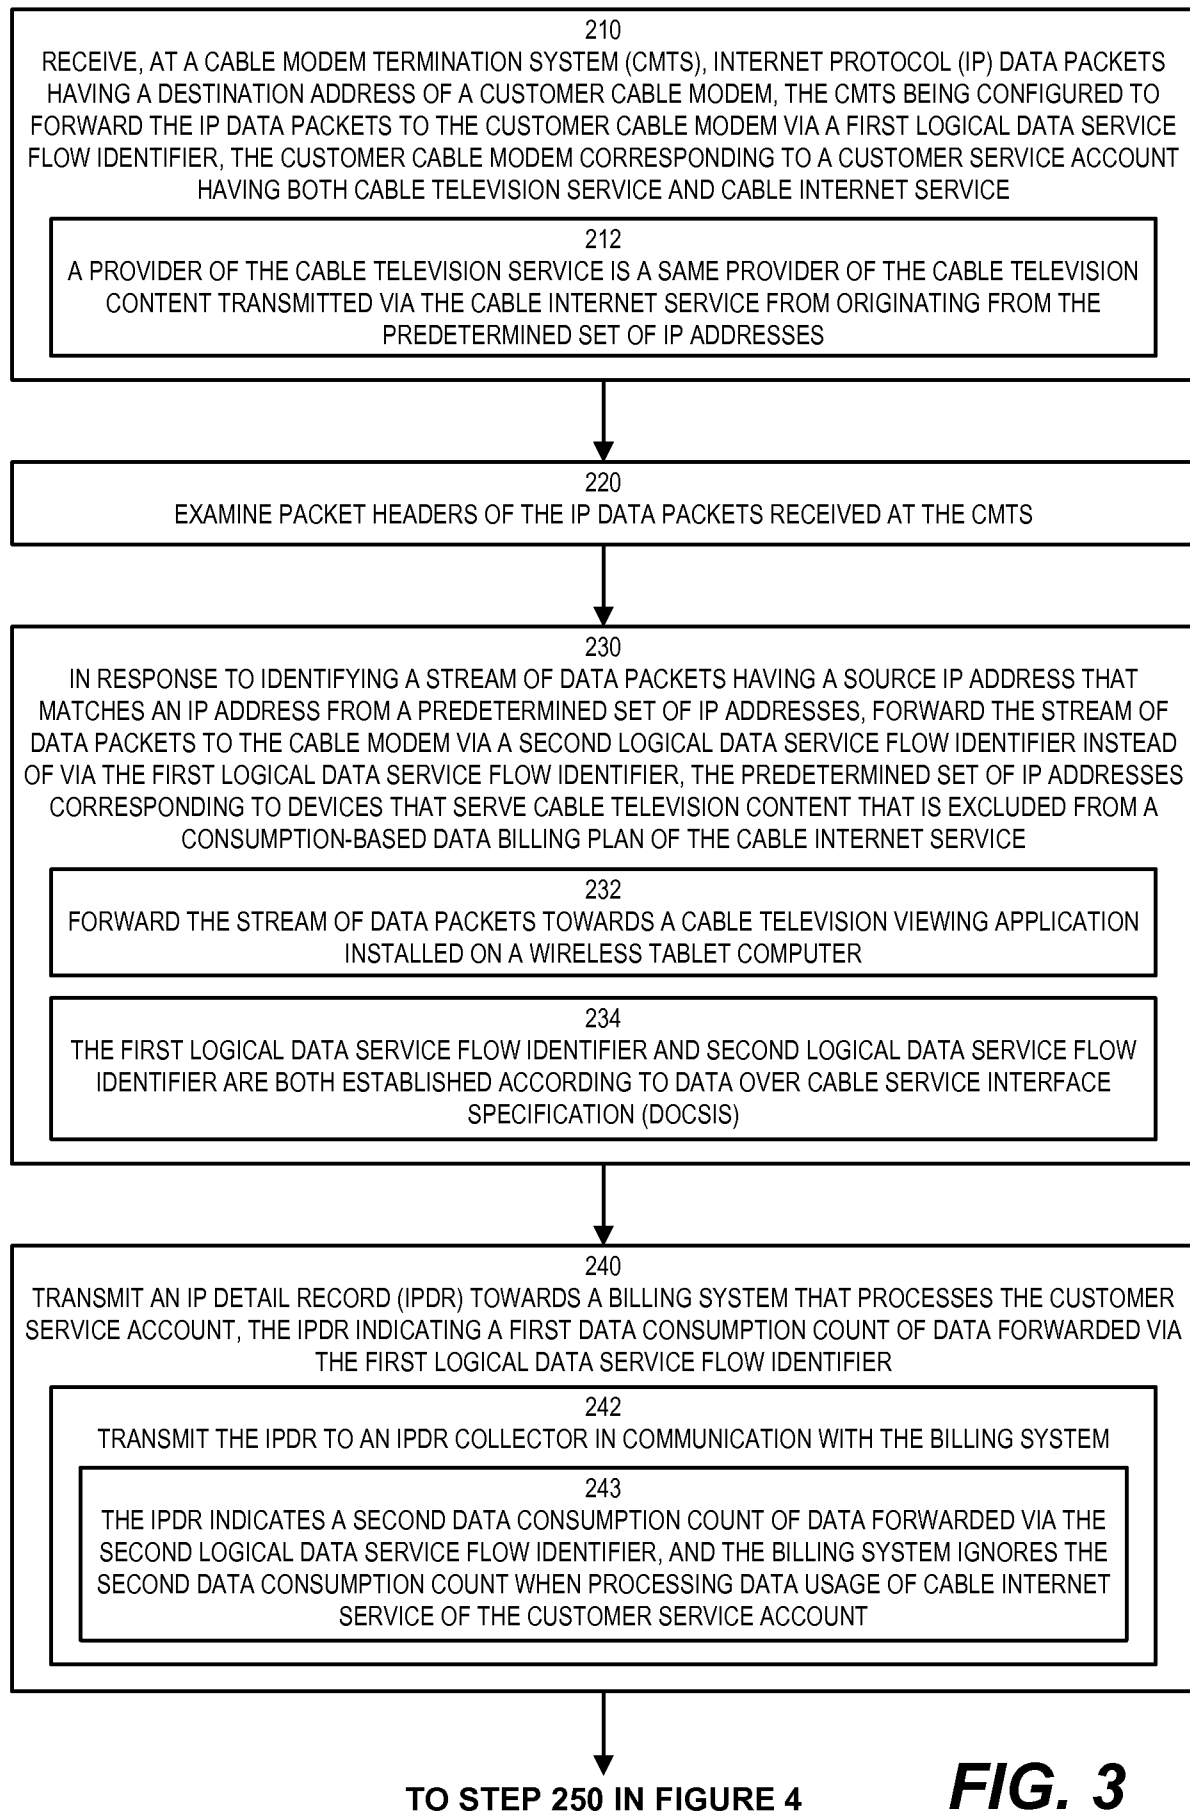 210
RECEIVE, AT A CABLE MODEM TERMINATION SYSTEM (CMTS), INTERNET PROTOCOL (IP) DATA PACKETS
HAVING A DESTINATION ADDRESS OF A CUSTOMER CABLE MODEM, THE CMTS BEING CONFIGURED TO
FORWARD THE IP DATA PACKETS TO THE CUSTOMER CABLE MODEM VIA A FIRST LOGICAL DATA SERVICE
FLOW IDENTIFIER, THE CUSTOMER CABLE MODEM CORRESPONDING TO A CUSTOMER SERVICE ACCOUNT
HAVING BOTH CABLE TELEVISION SERVICE AND CABLE INTERNET SERVICE
212
A PROVIDER OF THE CABLE TELEVISION SERVICE IS A SAME PROVIDER OF THE CABLE TELEVISION
CONTENT TRANSMITTED VIA THE CABLE INTERNET SERVICE FROM ORIGINATING FROM THE
PREDETERMINED SET OF IP ADDRESSES
220
EXAMINE PACKET HEADERS OF THE IP DATA PACKETS RECEIVED AT THE CMTS
230
IN RESPONSE TO IDENTIFYING A STREAM OF DATA PACKETS HAVING A SOURCE IP ADDRESS THAT
MATCHES AN IP ADDRESS FROM A PREDETERMINED SET OF IP ADDRESSES, FORWARD THE STREAM OF
DATA PACKETS TO THE CABLE MODEM VIA A SECOND LOGICAL DATA SERVICE FLOW IDENTIFIER INSTEAD
OF VIA THE FIRST LOGICAL DATA SERVICE FLOW IDENTIFIER, THE PREDETERMINED SET OF IP ADDRESSES
CORRESPONDING TO DEVICES THAT SERVE CABLE TELEVISION CONTENT THAT IS EXCLUDED FROM A
CONSUMPTION-BASED DATA BILLING PLAN OF THE CABLE INTERNET SERVICE
232
FORWARD THE STREAM OF DATA PACKETS TOWARDS A CABLE TELEVISION VIEWING APPLICATION
INSTALLED ON A WIRELESS TABLET COMPUTER
234
THE FIRST LOGICAL DATA SERVICE FLOW IDENTIFIER AND SECOND LOGICAL DATA SERVICE FLOW
IDENTIFIER ARE BOTH ESTABLISHED ACCORDING TO DATA OVER CABLE SERVICE INTERFACE
SPECIFICATION (DOCSIS)
240
TRANSMIT AN IP DETAIL RECORD (IPDR) TOWARDS A BILLING SYSTEM THAT PROCESSES THE CUSTOMER
SERVICE ACCOUNT, THE IPDR INDICATING A FIRST DATA CONSUMPTION COUNT OF DATA FORWARDED VIA
THE FIRST LOGICAL DATA SERVICE FLOW IDENTIFIER
242
TRANSMIT THE IPDR TO AN IPDR COLLECTOR IN COMMUNICATION WITH THE BILLING SYSTEM
243
THE IPDR INDICATES A SECOND DATA CONSUMPTION COUNT OF DATA FORWARDED VIA THE
SECOND LOGICAL DATA SERVICE FLOW IDENTIFIER, AND THE BILLING SYSTEM IGNORES THE
SECOND DATA CONSUMPTION COUNT WHEN PROCESSING DATA USAGE OF CABLE INTERNET
SERVICE OF THE CUSTOMER SERVICE ACCOUNT
TO STEP 250 IN FIGURE 4
FIG. 3